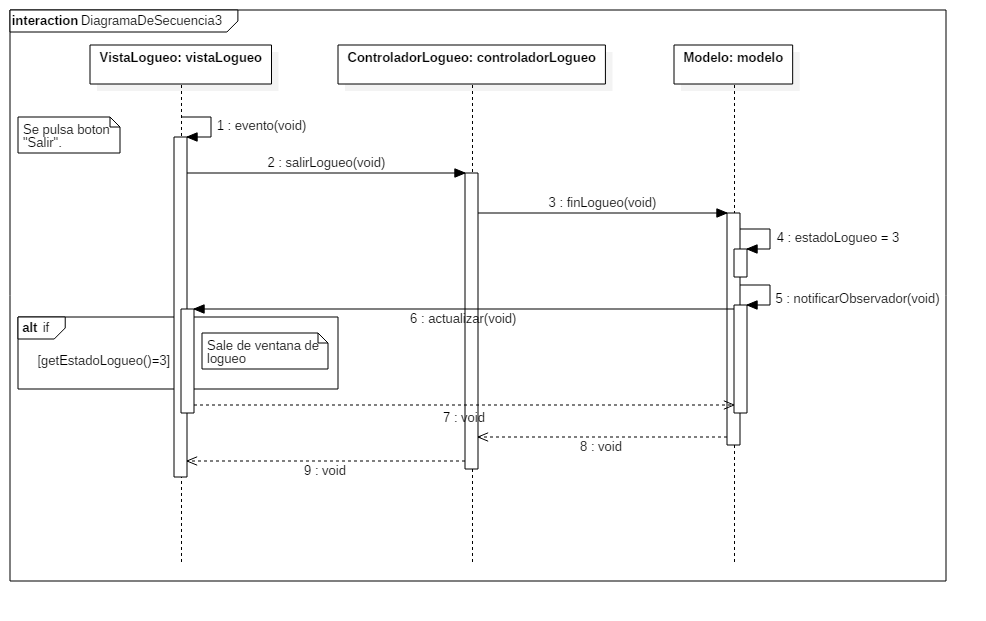 interaction DiagramaDeSecuencia3
VistaLogueo: vistaLogueo
ControladorLogueo: controladorLogueo
Modelo: modelo
Se pulsa boton
"Salir".
1 : evento(void)
2 : salirLogueo(void)
3 : finLogueo(void)
4 : estadoLogueo = 3
5 : notificarObservador(void)
6 : actualizar(void)
alt if
[getEstadoLogueo()=3]
Sale de ventana de
logueo
7 : void
8 : void
9 : void